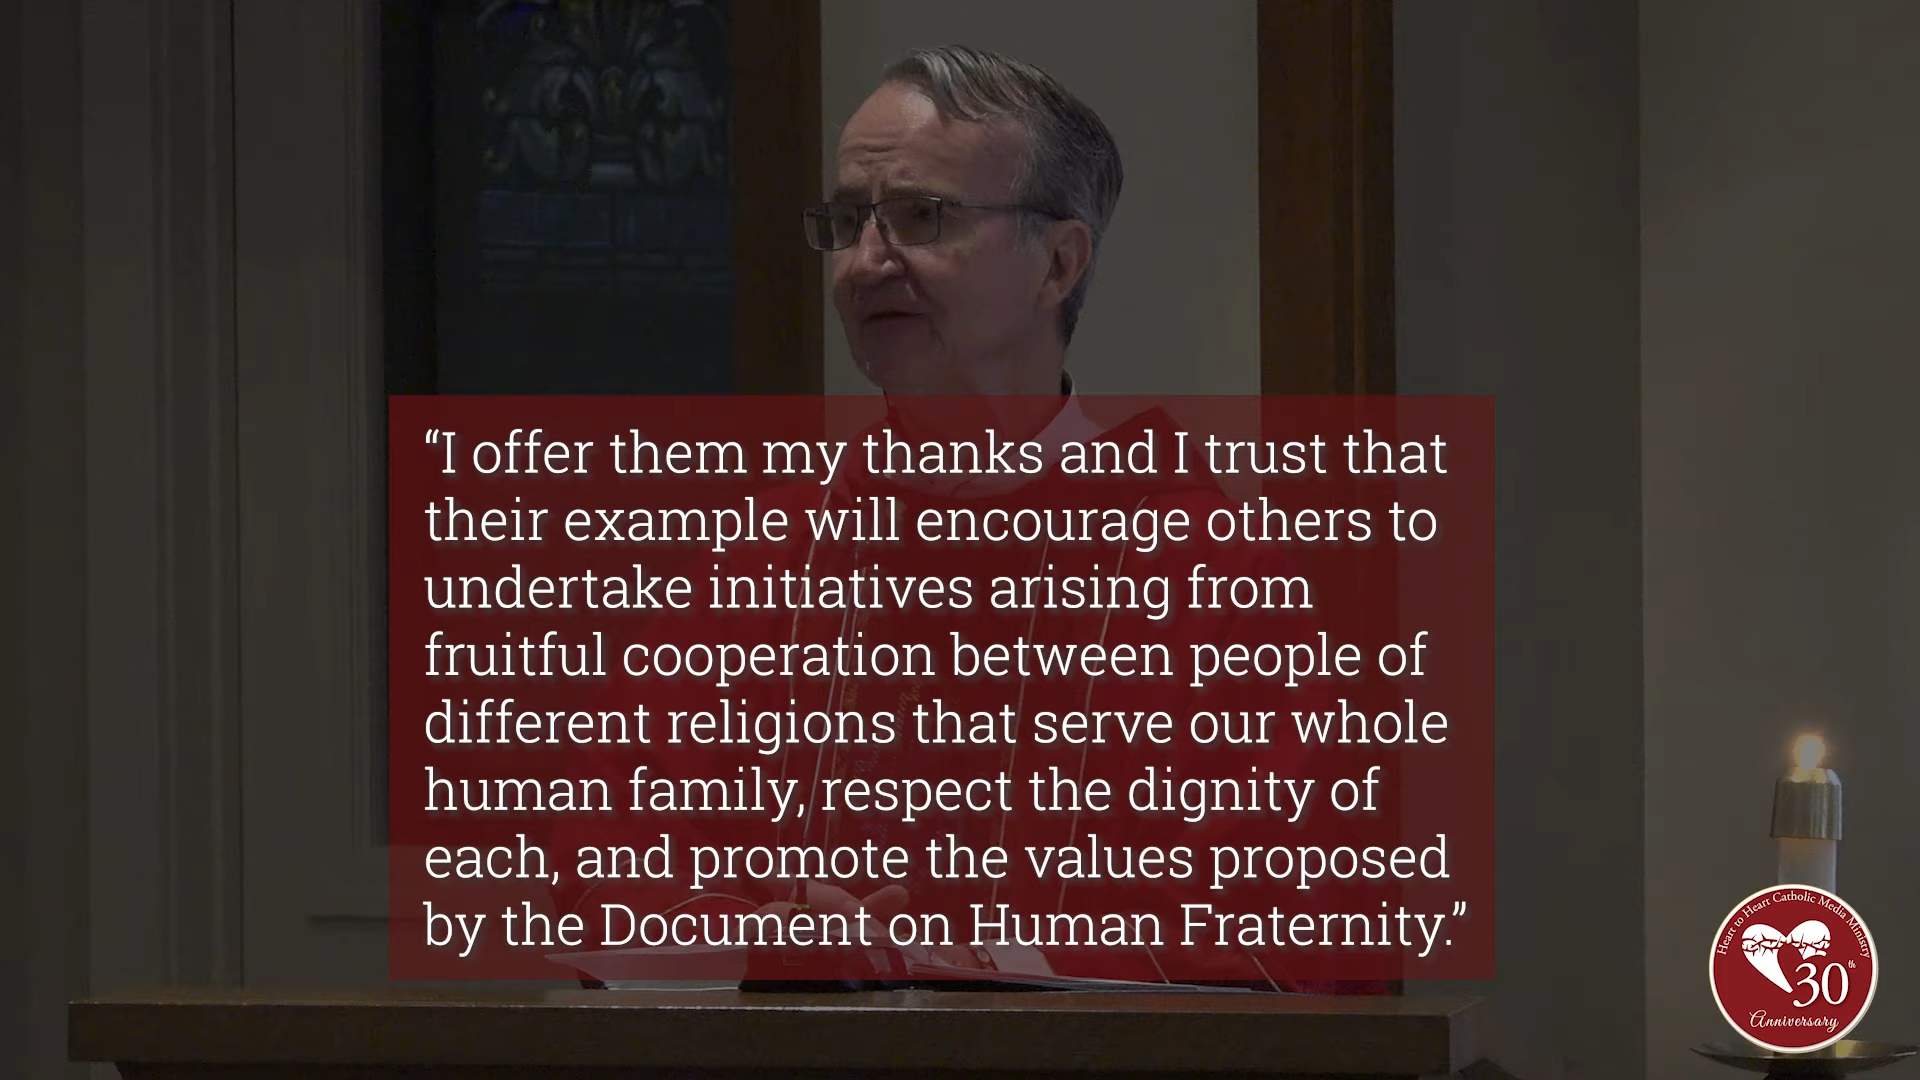 “I offer them my thanks and I trust that
their example will encourage others to
undertake initiatives arising from
fruitful cooperation between people of
different religions that serve our whole
human family, respect the dignity of
each, and promote the values proposed
by the Document on Human Fraternity.”
Heart to Heart Catholic Media Ministry
30th
Anniversary